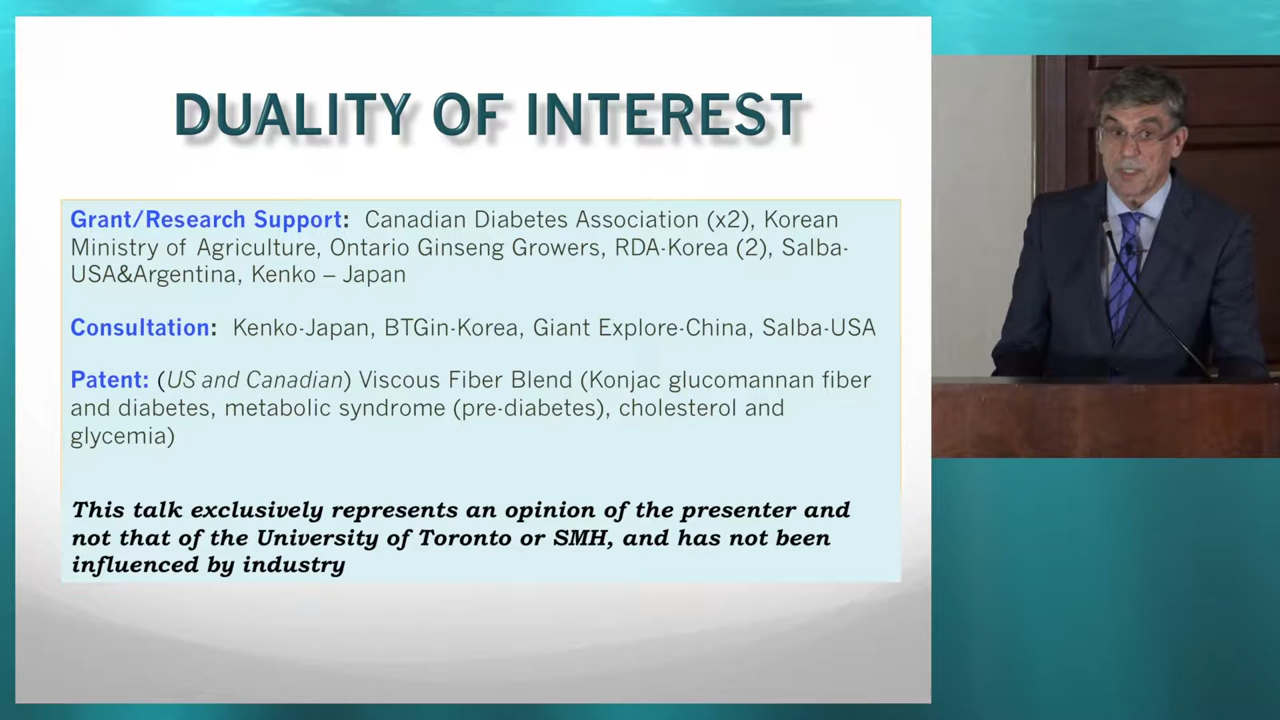 DUALITY OF INTEREST
Grant/Research Support: Canadian Diabetes Association (x2), Korean
Ministry of Agriculture, Ontario Ginseng Growers, RDA-Korea (2), Salba-
USA&Argentina, Kenko – Japan
Consultation: Kenko-Japan, BTGin-Korea, Giant Explore-China, Salba-USA
Patent: (US and Canadian) Viscous Fiber Blend (Konjac glucomannan fiber
and diabetes, metabolic syndrome (pre-diabetes), cholesterol and
glycemia)
This talk exclusively represents an opinion of the presenter and
not that of the University of Toronto or SMH, and has not been
influenced by industry